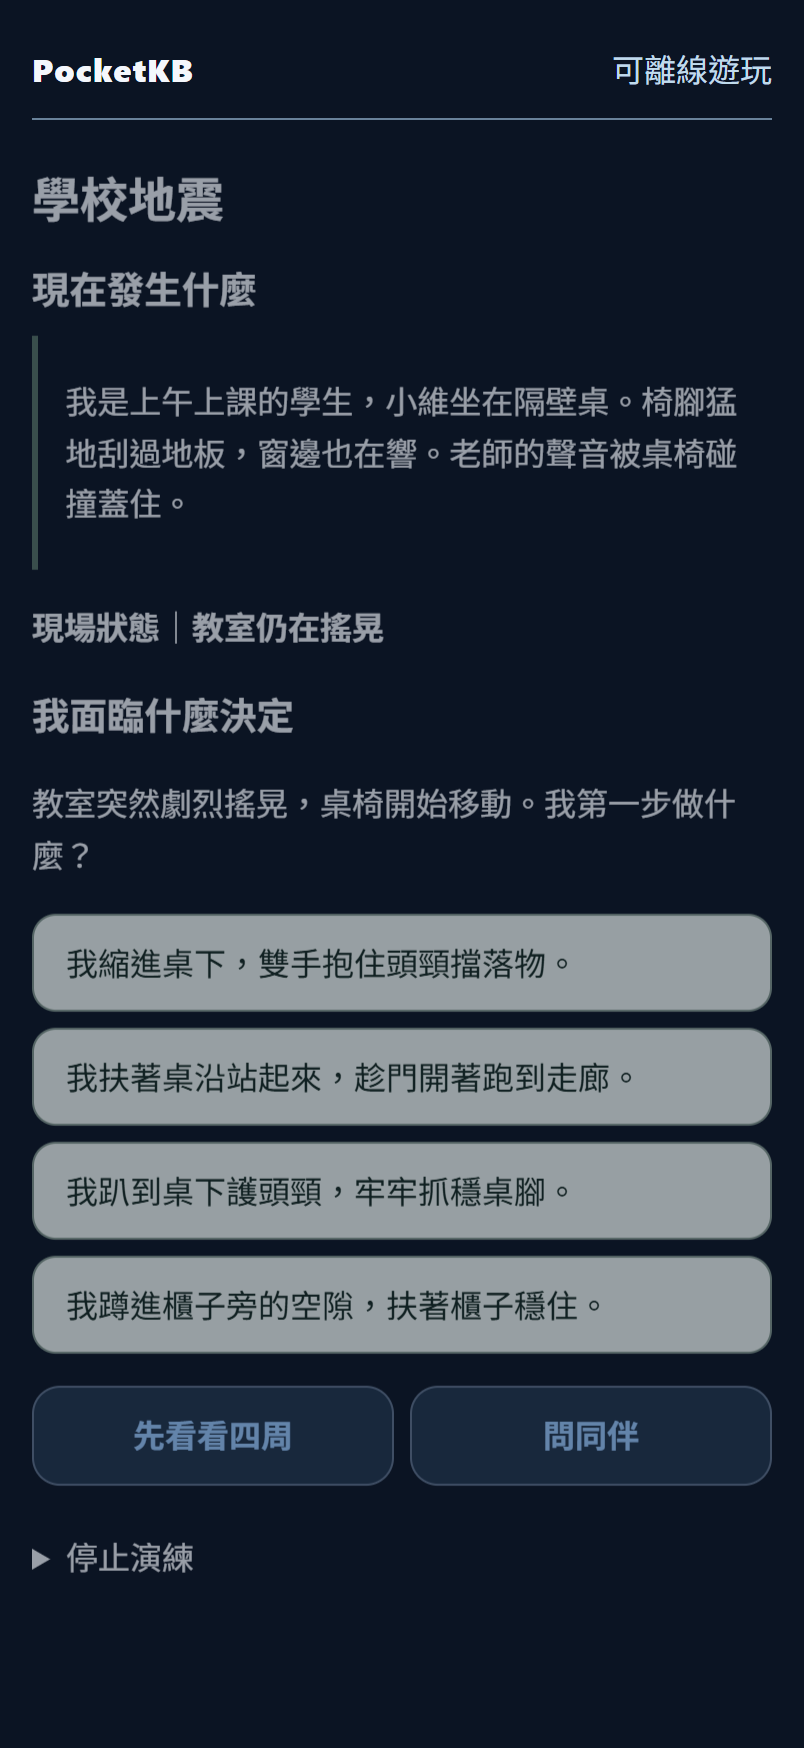 PocketKB
可離線遊玩
學校地震
現在發生什麼
我是上午上課的學生，小維坐在隔壁桌。椅腳猛
地刮過地板，窗邊也在響。老師的聲音被桌椅碰
撞蓋住。
現場狀態｜教室仍在搖晃
我面臨什麼決定
教室突然劇烈搖晃，桌椅開始移動。我第一步做什
麼？
我縮進桌下，雙手抱住頭頸擋落物。
我扶著桌沿站起來，趁門開著跑到走廊。
我趴到桌下護頭頸，牢牢抓穩桌腳。
我蹲進櫃子旁的空隙，扶著櫃子穩住。
先看看四周
問同伴
停止演練